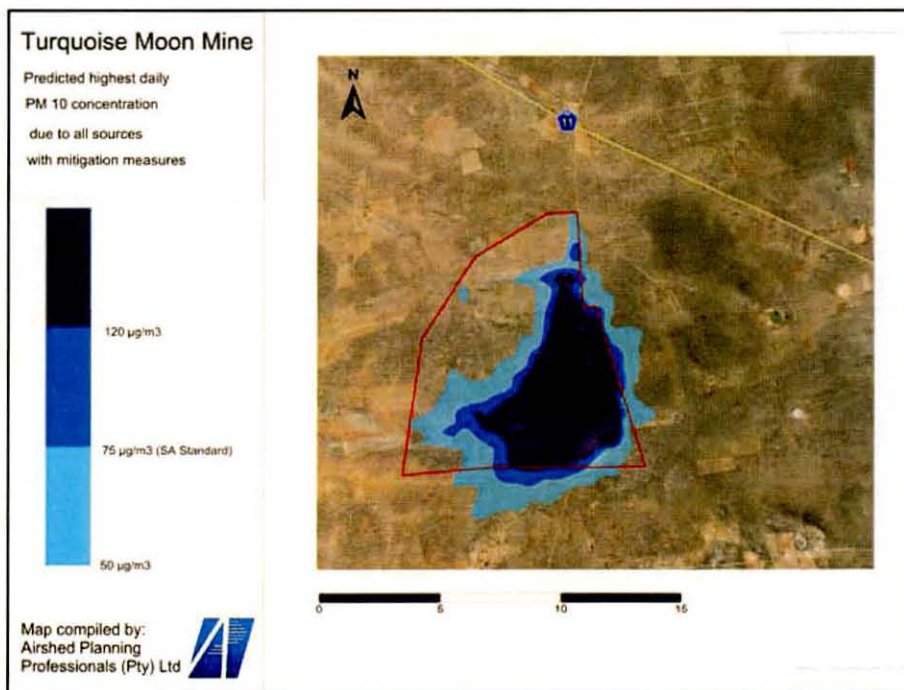 Turquoise Moon Mine
Predicted highest daily
PM 10 concentration
due to all sources
with mitigation measures
120 µg/m3
75 µg/m3 (SA Standard)
50 µg/m3
Map compiled by:
Airshed Planning
Professionals (Pty) Ltd
N
11
0 5 10 15